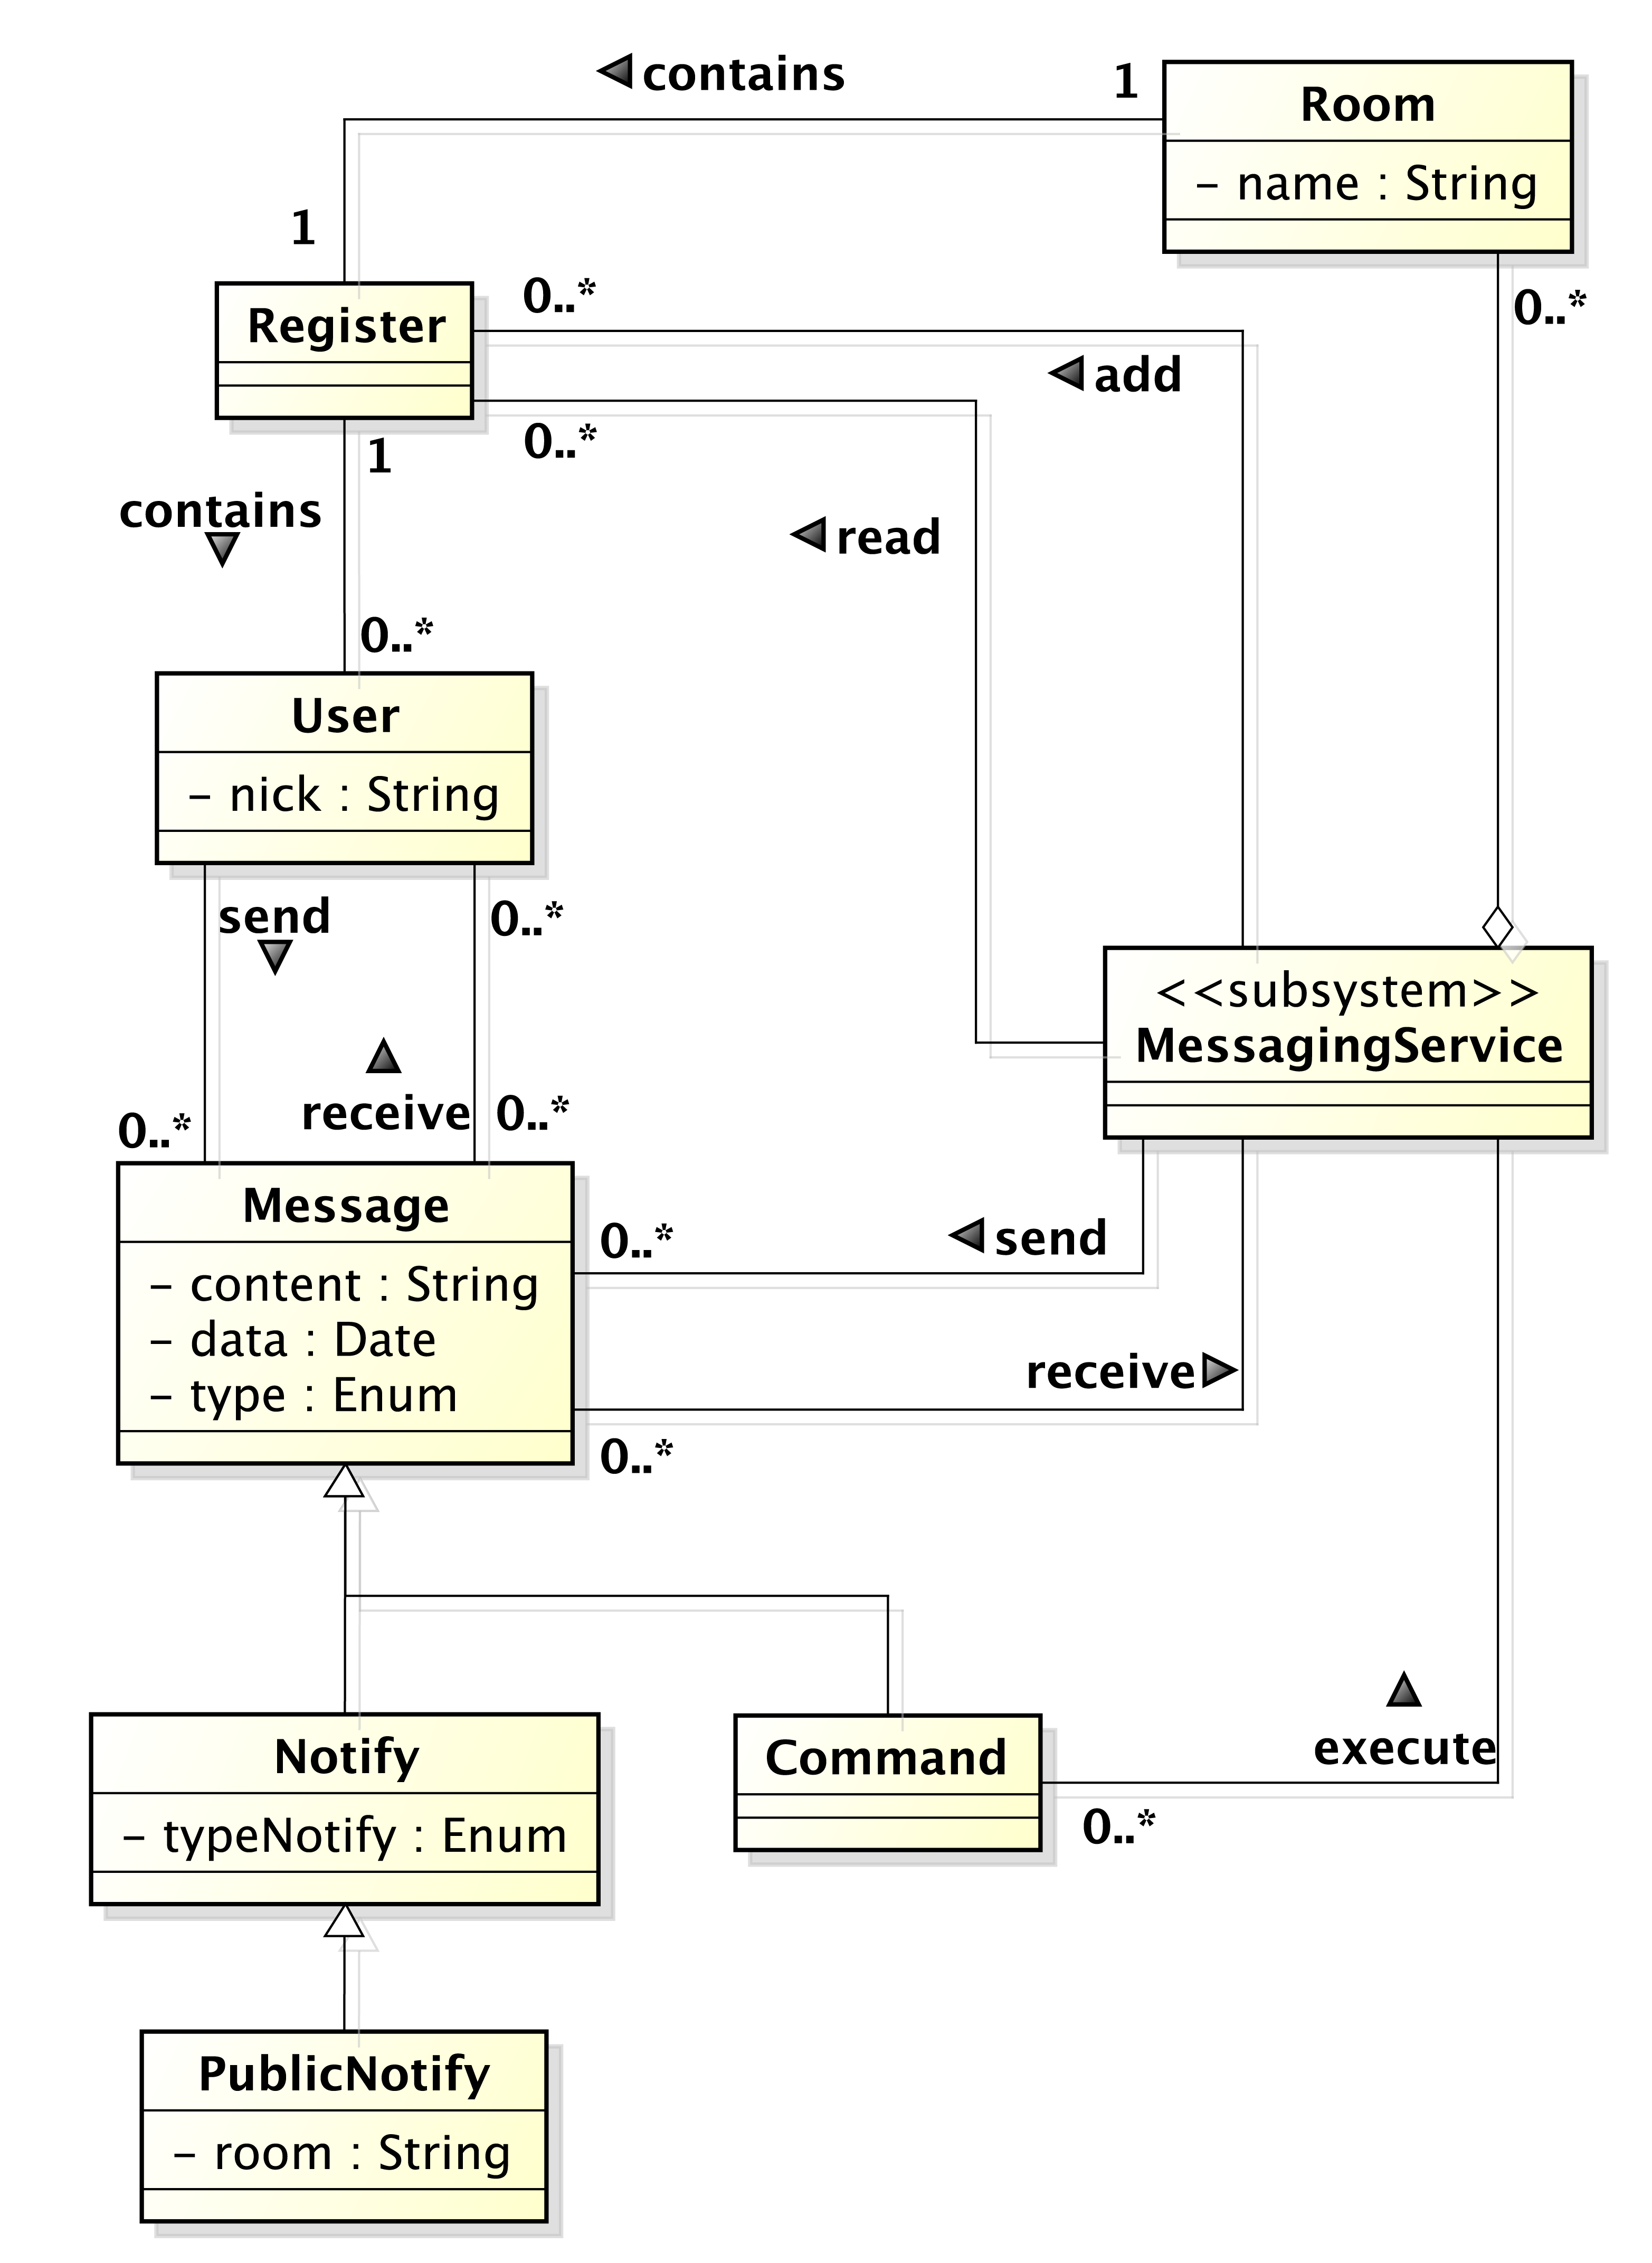 contains
1
Room
– name : String
1
0..*
0..*
Register
add
0..*
1
contains
read
0..*
User
– nick : String
send
0..*
<<subsystem>>
MessagingService
receive
0..*
0..*
Message
0..*
send
– content : String
– data : Date
– type : Enum
receive
0..*
Notify
– typeNotify : Enum
Command
execute
0..*
PublicNotify
– room : String